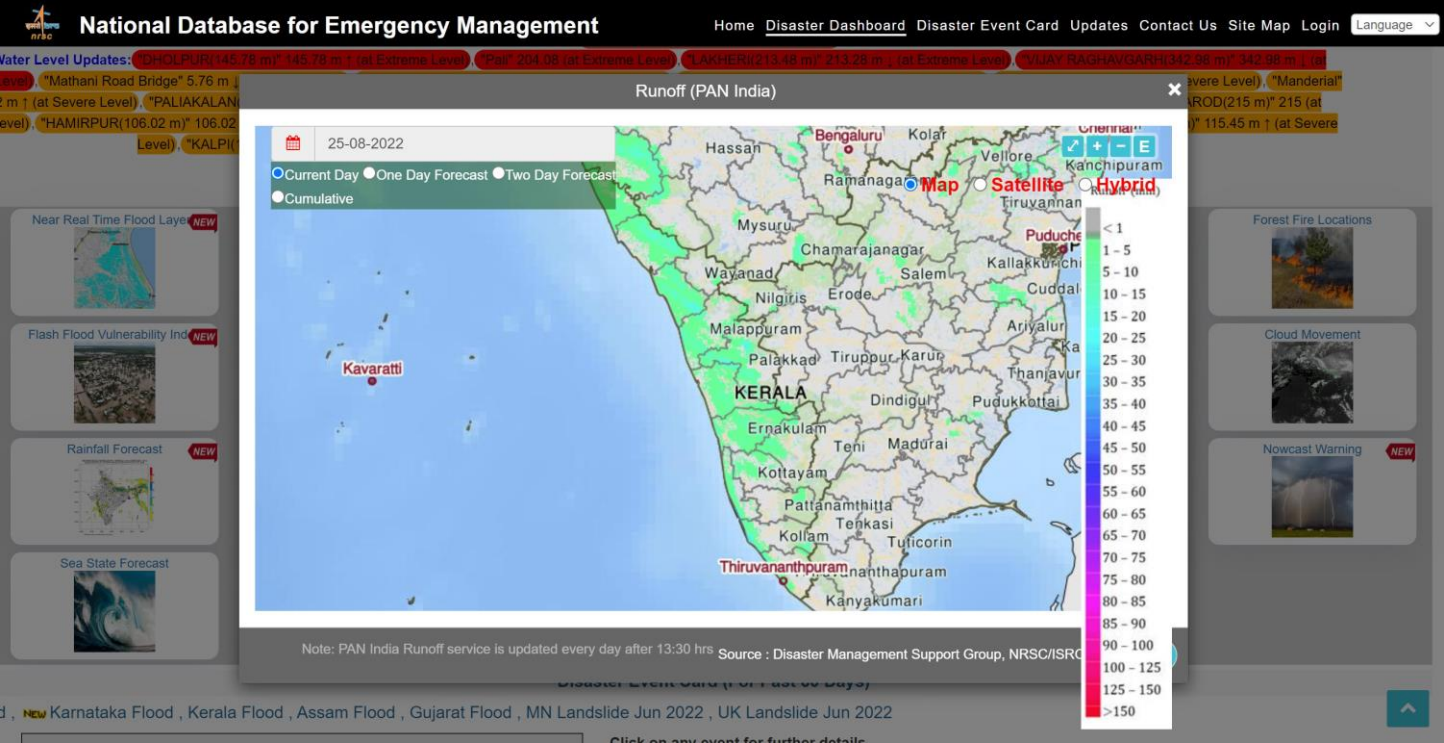 nrsc
National Database for Emergency Management
Home Disaster Dashboard Disaster Event Card Updates Contact Us Site Map Login Language
Water Level Updates: "DHOLPUR(145.78 m)" 145.78 m ↑ (at Extreme Level), "Pali" 204.08 (at Extreme Level), "LAKHERI(213.48 m)" 213.28 m ↓ (at Extreme Level), "VIJAY RAGHAVGARH(342.98 m)" 342.98 m ↓ (at
Level), "Mathani Road Bridge" 5.76 m ↓
Severe Level), "Manderial"
2 m ↑ (at Severe Level), "PALIAKALAN
ROD(215 m)" 215 (at
Level), "HAMIRPUR(106.02 m)" 106.02
115.45 m ↑ (at Severe
Level), "KALPI(
Runoff (PAN India)
×
25-08-2022
Current Day One Day Forecast Two Day Forecast
Cumulative
+ − E
Map Satellite Hybrid
Runoff (mm)
< 1
1 – 5
5 – 10
10 – 15
15 – 20
20 – 25
25 – 30
30 – 35
35 – 40
40 – 45
45 – 50
50 – 55
55 – 60
60 – 65
65 – 70
70 – 75
75 – 80
80 – 85
85 – 90
90 – 100
100 – 125
125 – 150
>150
Bengaluru
Kolar
Chennai
Hassan
Vellore
Kanchipuram
Ramanaga
Tiruvannam
Mysuru
Puduche
Chamarajanagar
Kallakkurichi
Wayanad
Salem
Nilgiris
Erode
Cuddal
Malappuram
Ariyalur
Palakkad
Tiruppur
Karur
Ka
Kavaratti
Thanjavur
KERALA
Dindigul
Pudukkottai
Ernakulam
Teni
Madurai
Kottayam
Pattanamthitta
Tenkasi
Kollam
Tuticorin
Thiruvananthpuram
nanthapuram
Kanyakumari
Note: PAN India Runoff service is updated every day after 13:30 hrs
Source : Disaster Management Support Group, NRSC/ISRO
Near Real Time Flood Laye NEW
Flash Flood Vulnerability Ind NEW
Rainfall Forecast NEW
Sea State Forecast
Forest Fire Locations
Cloud Movement
Nowcast Warning NEW
Disaster Event Card (For Past 60 Days)
d , NEW Karnataka Flood , Kerala Flood , Assam Flood , Gujarat Flood , MN Landslide Jun 2022 , UK Landslide Jun 2022
Click on any event for further details